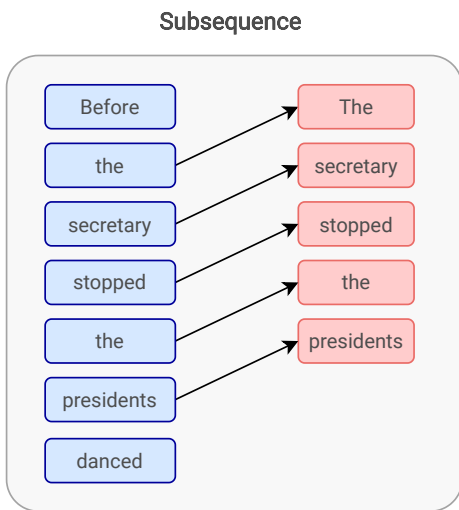 Subsequence
Before
the
secretary
stopped
the
presidents
danced
The
secretary
stopped
the
presidents